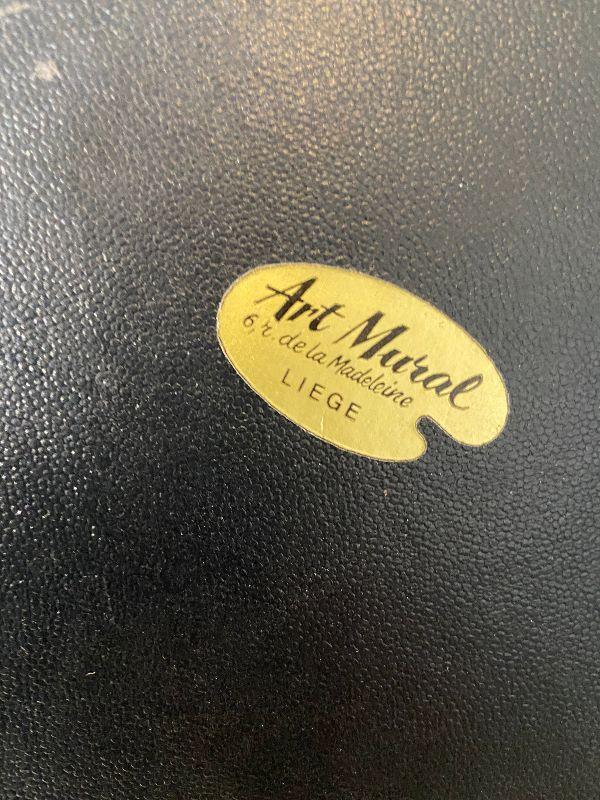 Art Mural
6, r. de la Madeleine
LIEGE